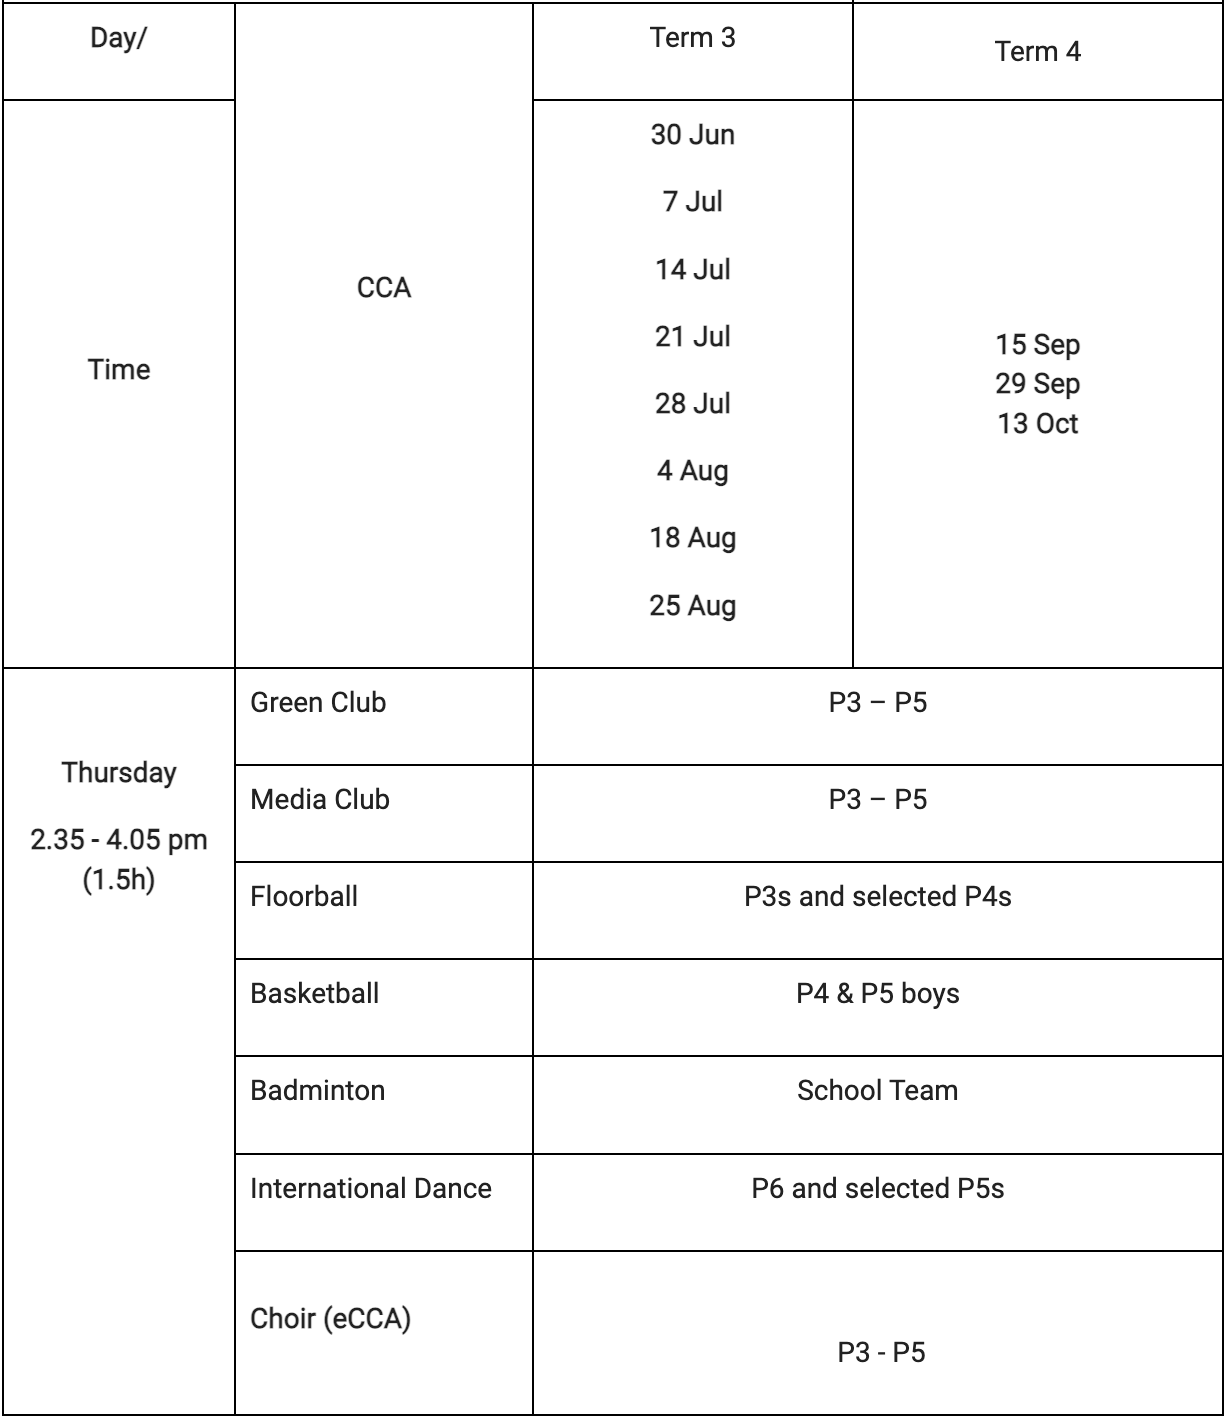 Day/
CCA
Term 3
Term 4
Time
30 Jun
7 Jul
14 Jul
21 Jul
28 Jul
4 Aug
18 Aug
25 Aug
15 Sep
29 Sep
13 Oct
Thursday
2.35 - 4.05 pm
(1.5h)
Green Club
P3 – P5
Media Club
P3 – P5
Floorball
P3s and selected P4s
Basketball
P4 & P5 boys
Badminton
School Team
International Dance
P6 and selected P5s
Choir (eCCA)
P3 - P5